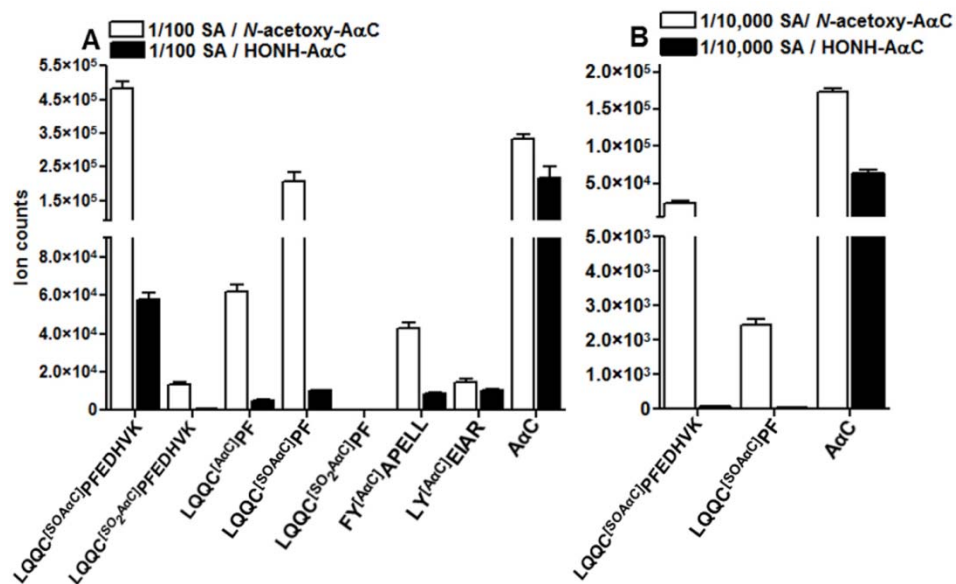 A
1/100 SA / N-acetoxy-AαC
1/100 SA / HONH-AαC
Ion counts
5.5×10⁵
4.5×10⁵
3.5×10⁵
2.5×10⁵
1.5×10⁵
8.0×10⁴
6.0×10⁴
4.0×10⁴
2.0×10⁴
0
LQQC[SOAαC]PFEDHVK
LQQC[SO₂AαC]PFEDHVK
LQQC[AαC]PF
LQQC[SOAαC]PF
LQQC[SO₂AαC]PF
FY[AαC]APELL
LY[AαC]EIAR
AαC
B
1/10,000 SA/ N-acetoxy-AαC
1/10,000 SA / HONH-AαC
2.0×10⁵
1.5×10⁵
1.0×10⁵
5.0×10⁴
5.0×10³
4.0×10³
3.0×10³
2.0×10³
1.0×10³
0
LQQC[SOAαC]PFEDHVK
LQQC[SOAαC]PF
AαC